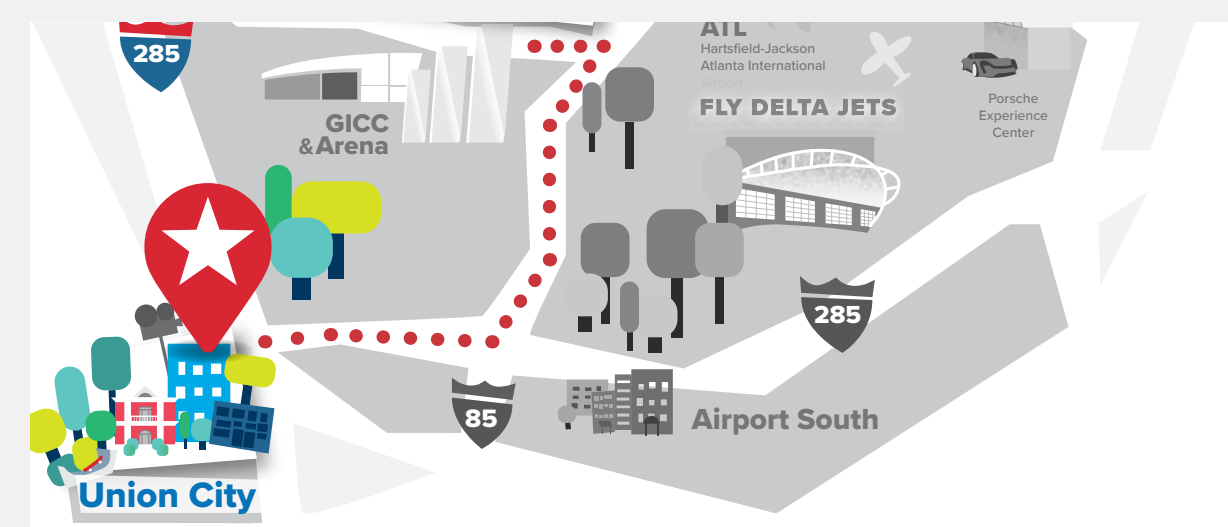 285
ATL
Hartsfield-Jackson
Atlanta International
Airport
FLY DELTA JETS
Porsche
Experience
Center
GICC
&Arena
285
85
Airport South
Union City